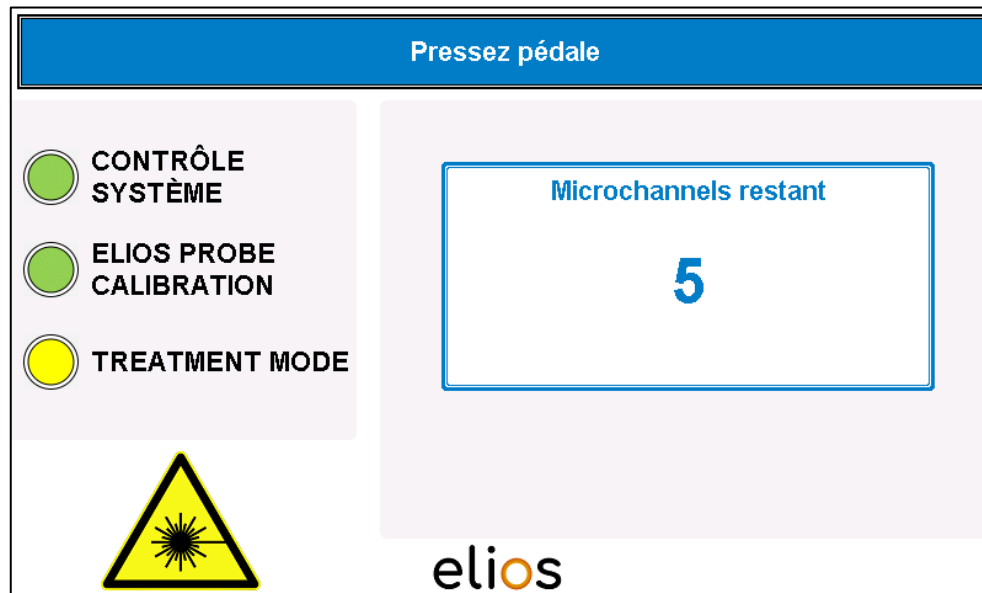 Pressez pédale
CONTRÔLE
SYSTÈME
ELIOS PROBE
CALIBRATION
TREATMENT MODE
Microchannels restant
5
elios